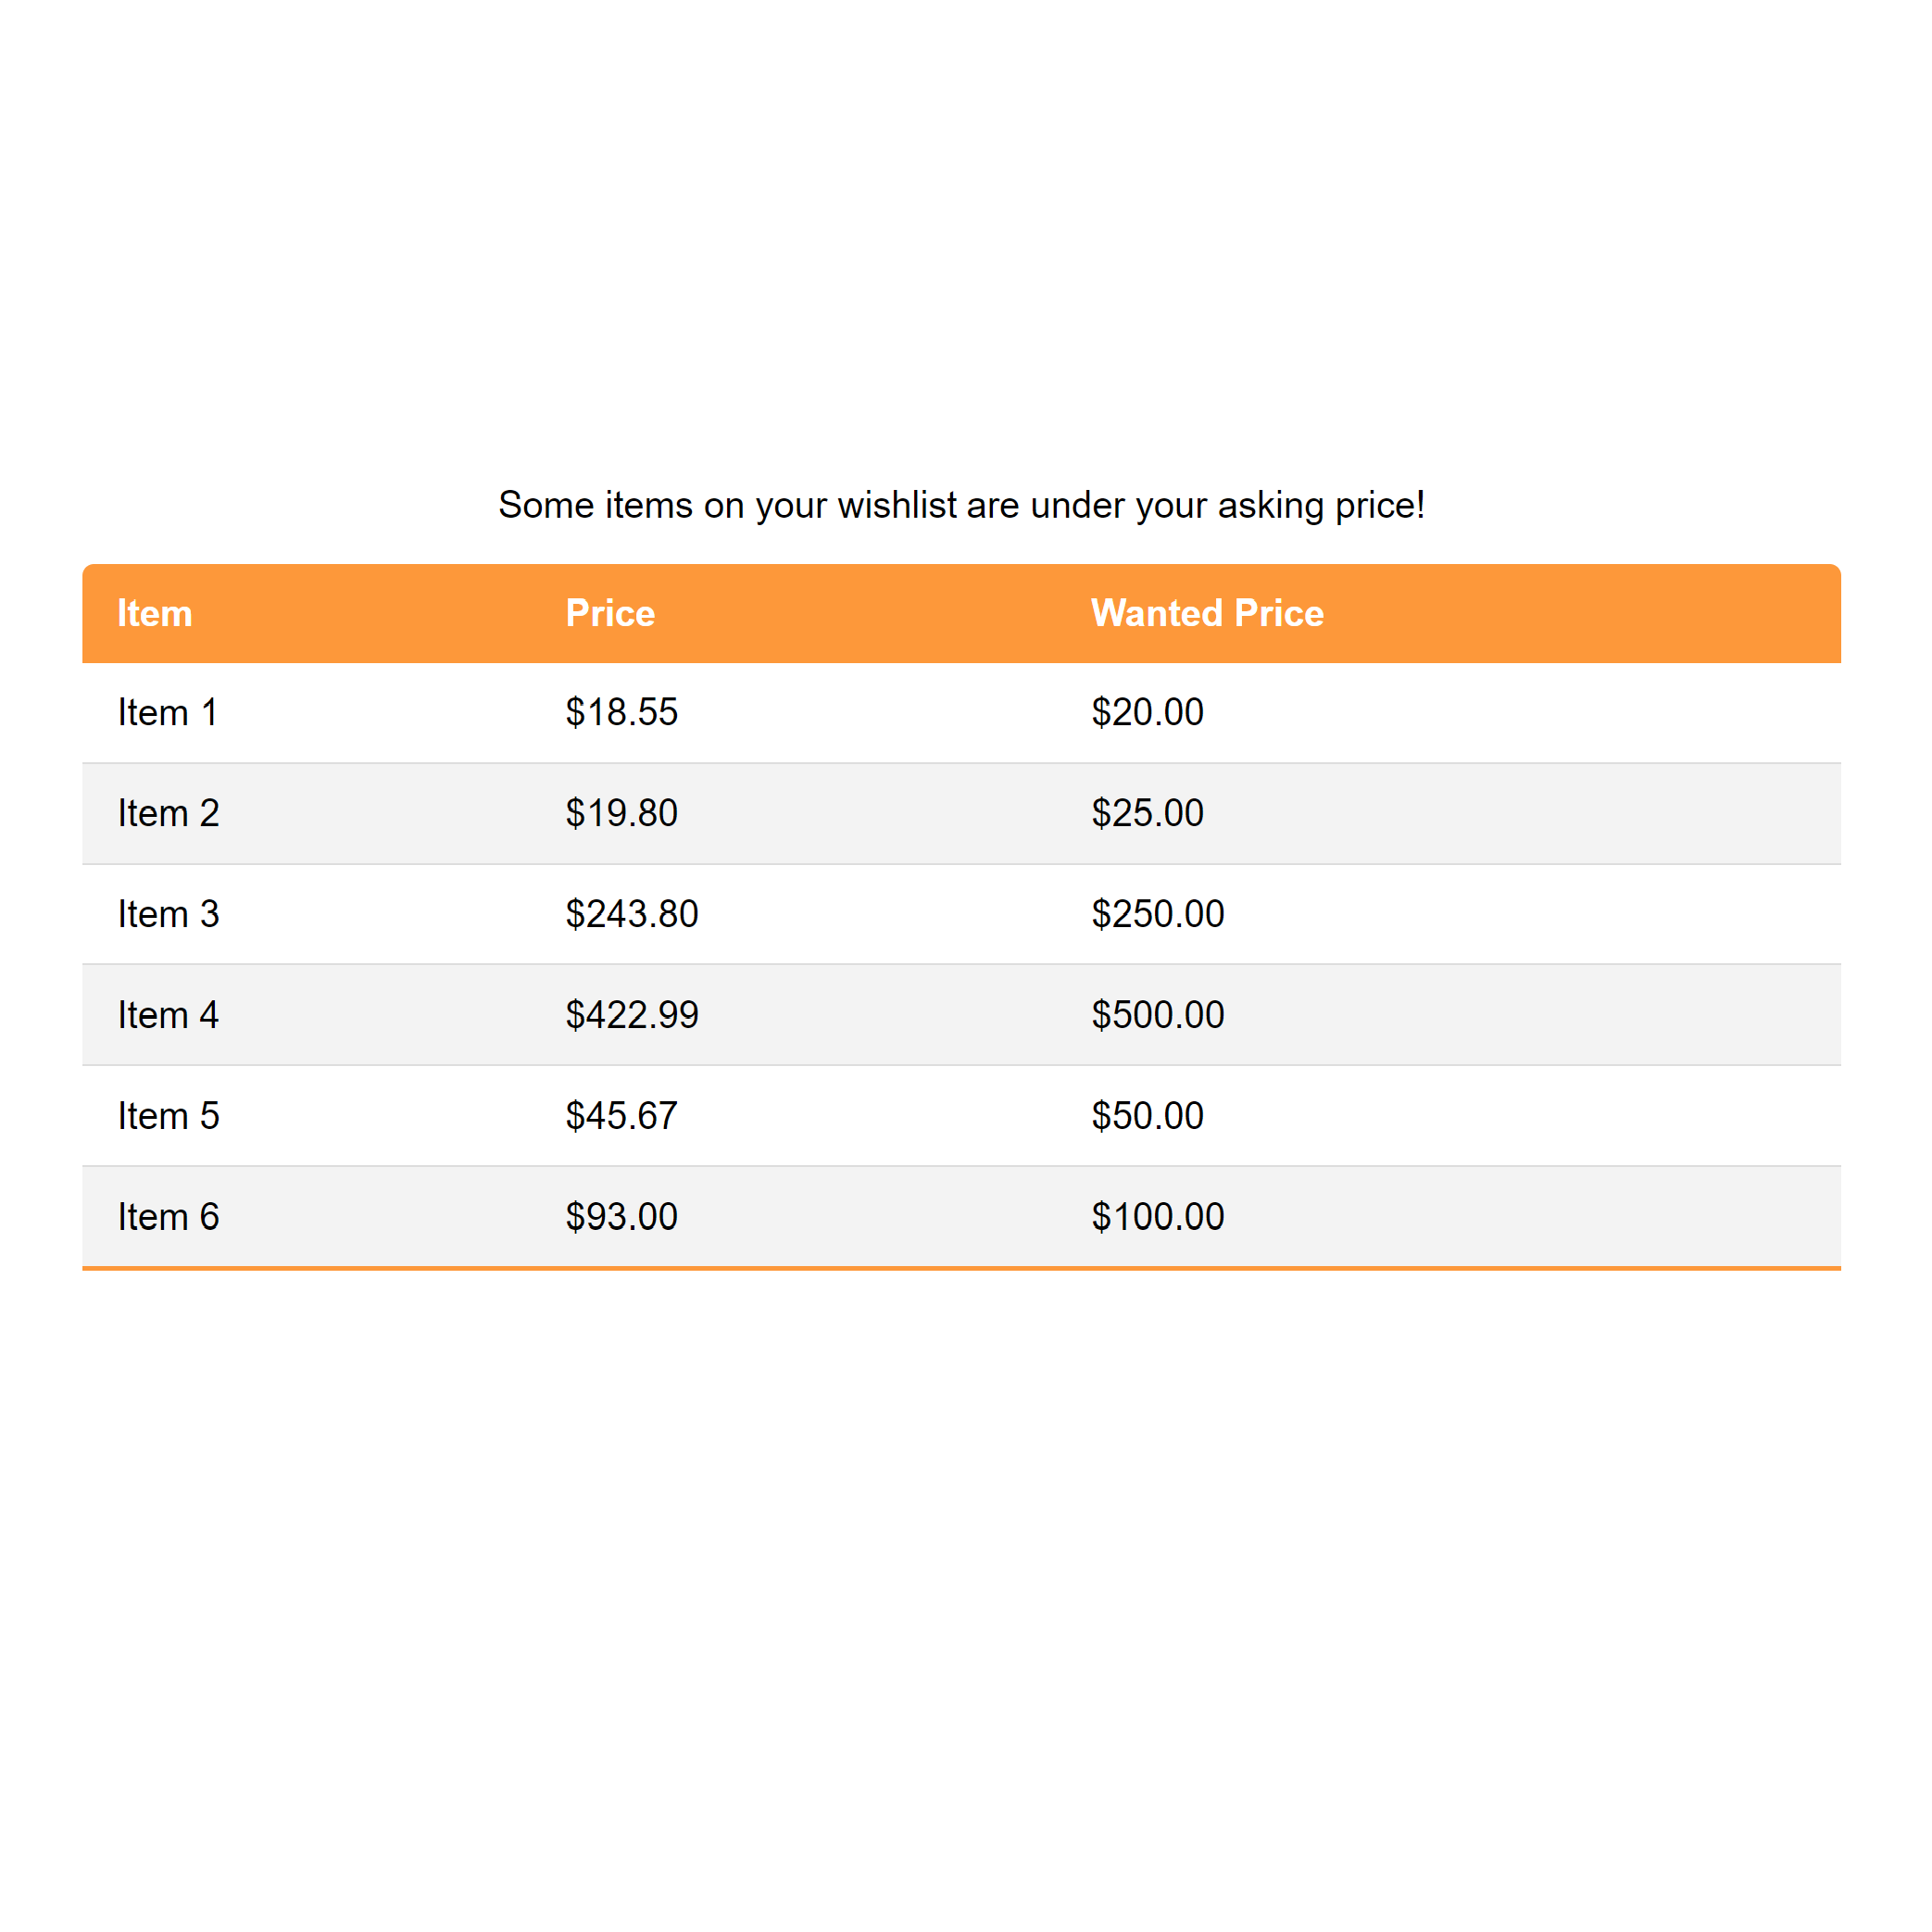 Some items on your wishlist are under your asking price!
Item Price Wanted Price
Item 1 $18.55 $20.00
Item 2 $19.80 $25.00
Item 3 $243.80 $250.00
Item 4 $422.99 $500.00
Item 5 $45.67 $50.00
Item 6 $93.00 $100.00